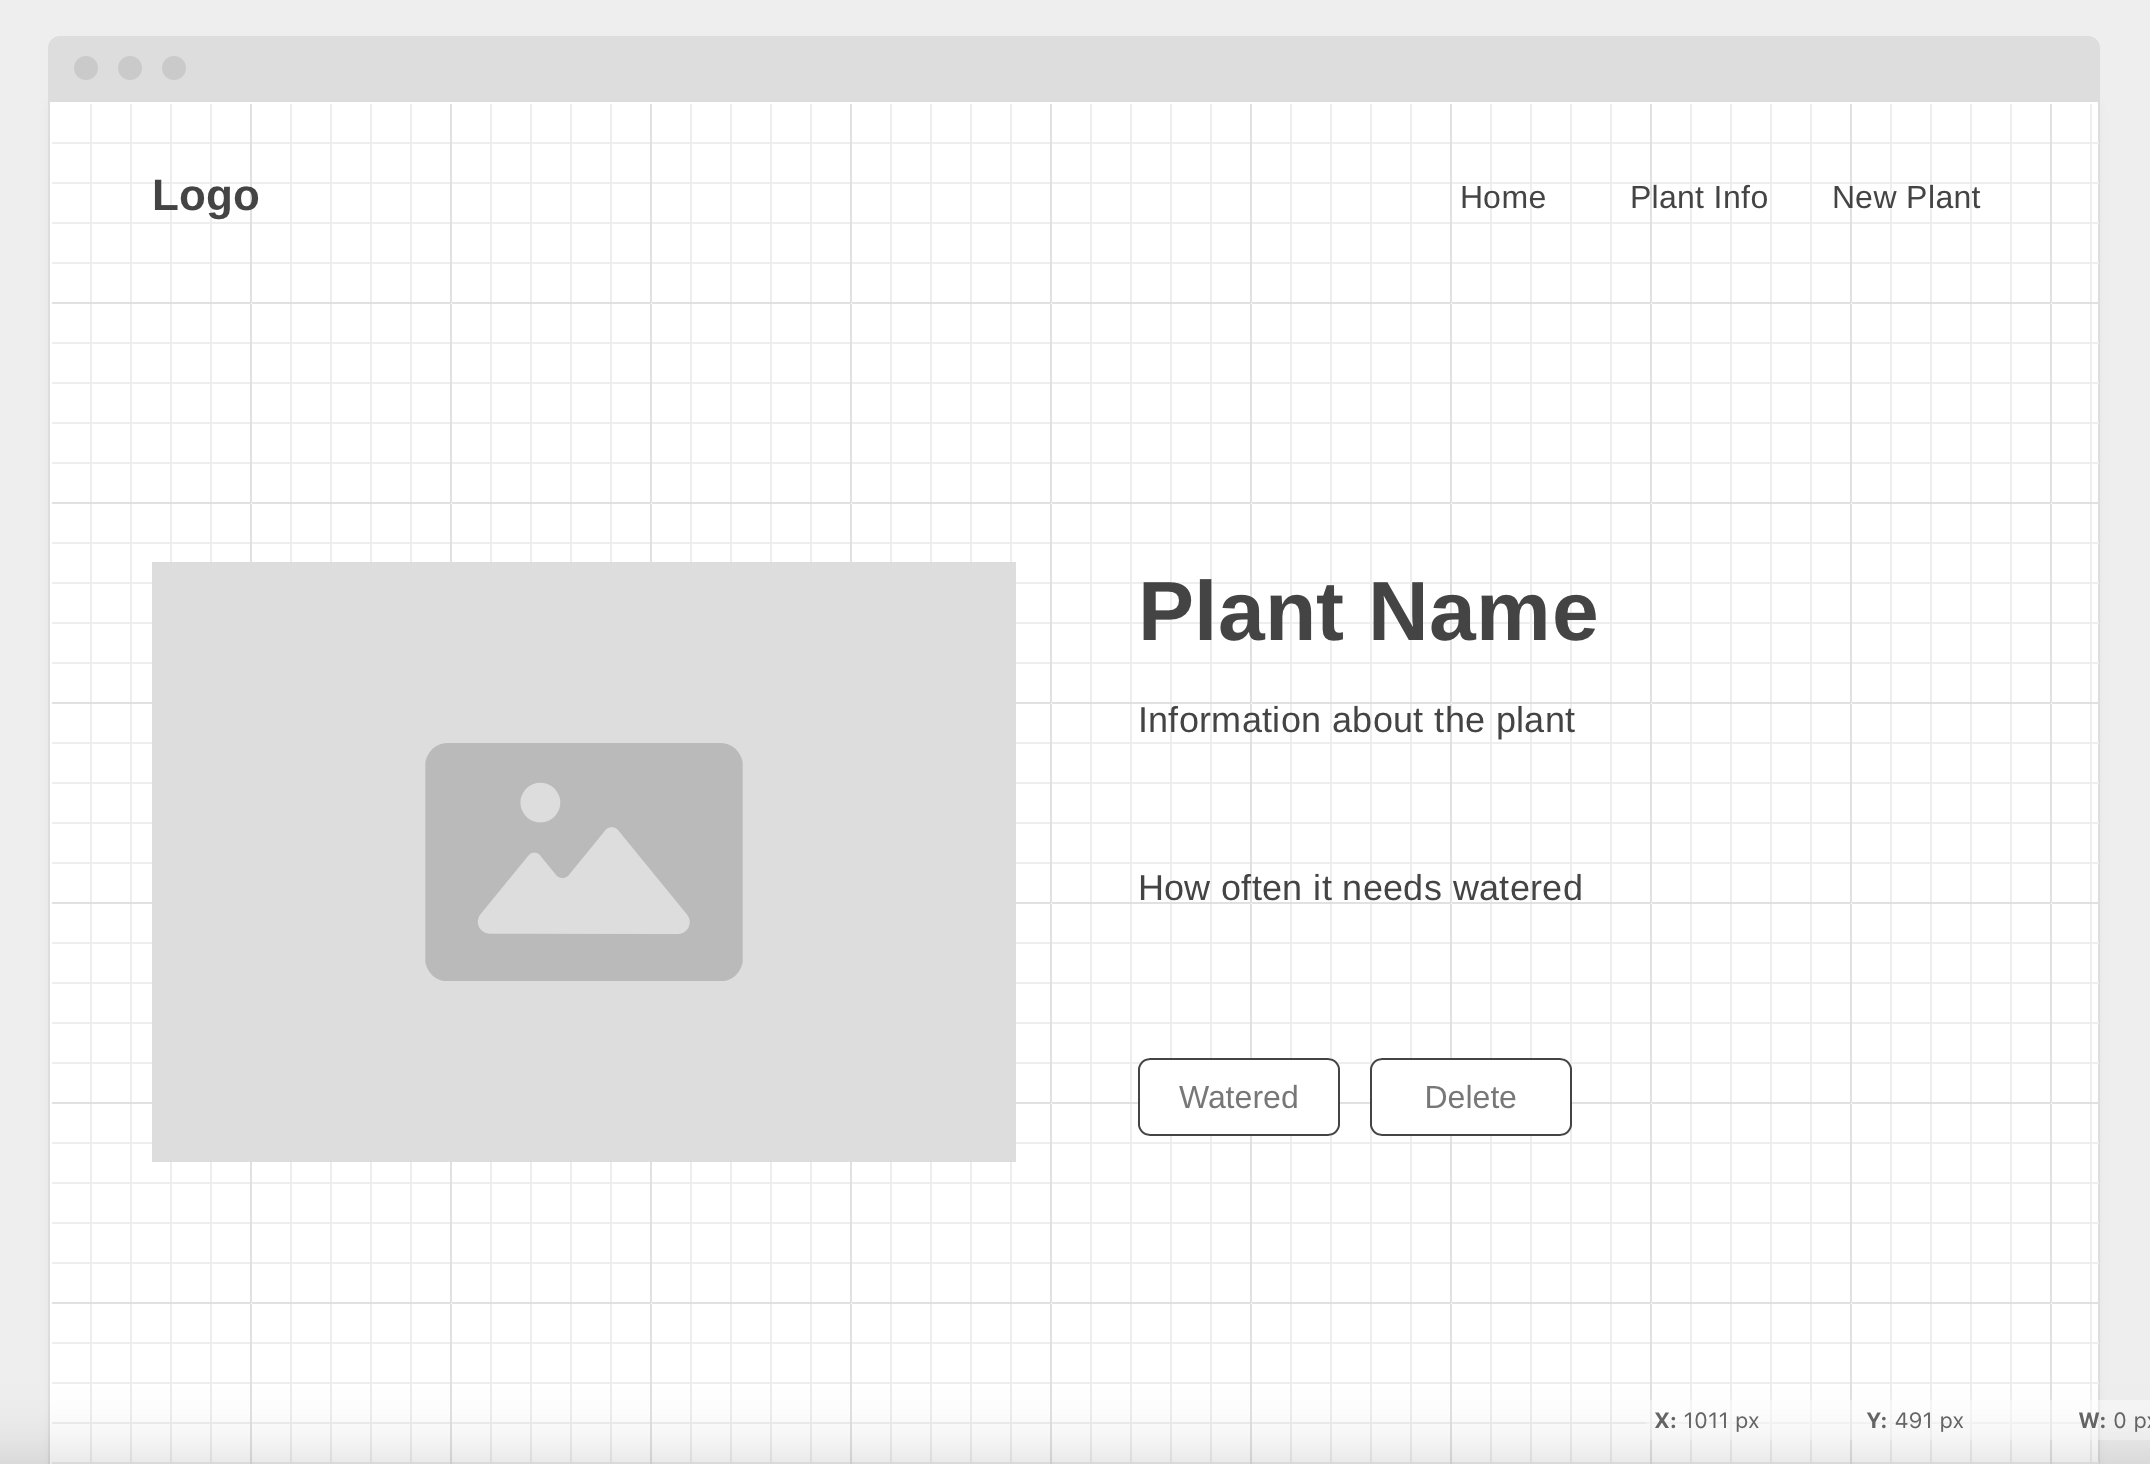 Logo
Home Plant Info New Plant
Plant Name
Information about the plant
How often it needs watered
Watered Delete
X: 1011 px Y: 491 px W: 0 px